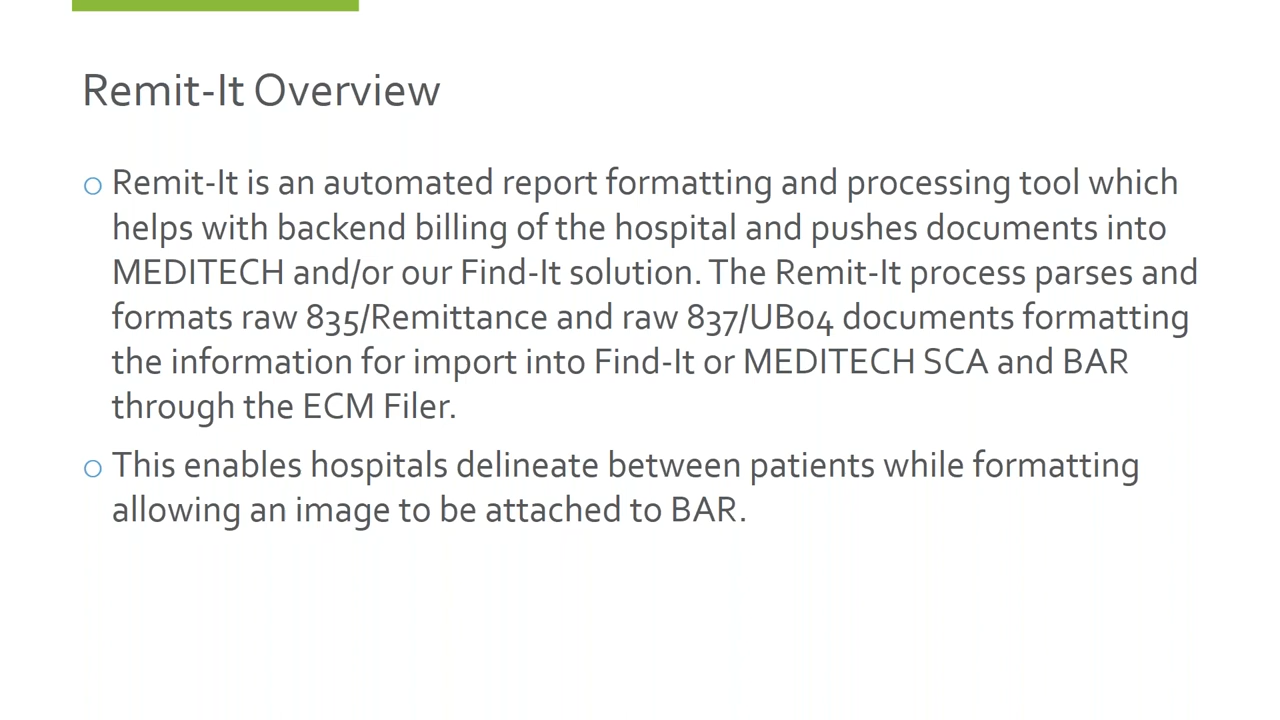 Remit-It Overview
Remit-It is an automated report formatting and processing tool which
helps with backend billing of the hospital and pushes documents into
MEDITECH and/or our Find-It solution. The Remit-It process parses and
formats raw 835/Remittance and raw 837/UB04 documents formatting
the information for import into Find-It or MEDITECH SCA and BAR
through the ECM Filer.
This enables hospitals delineate between patients while formatting
allowing an image to be attached to BAR.